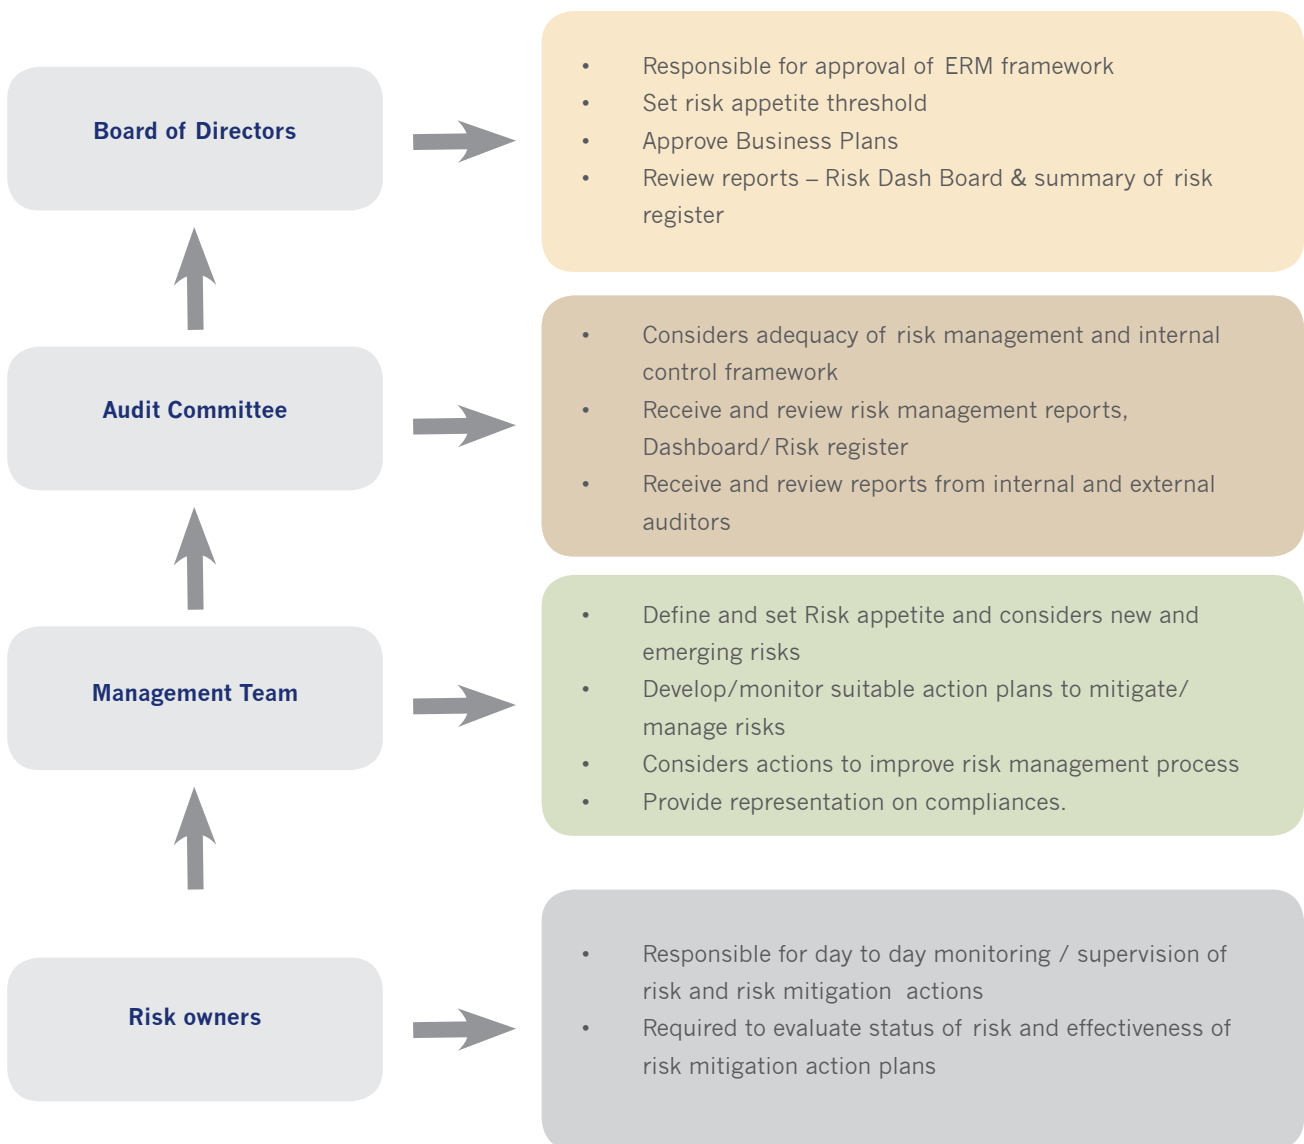 Board of Directors
• Responsible for approval of ERM framework
• Set risk appetite threshold
• Approve Business Plans
• Review reports – Risk Dash Board & summary of risk
register
Audit Committee
• Considers adequacy of risk management and internal
control framework
• Receive and review risk management reports,
Dashboard/ Risk register
• Receive and review reports from internal and external
auditors
Management Team
• Define and set Risk appetite and considers new and
emerging risks
• Develop/monitor suitable action plans to mitigate/
manage risks
• Considers actions to improve risk management process
• Provide representation on compliances.
Risk owners
• Responsible for day to day monitoring / supervision of
risk and risk mitigation actions
• Required to evaluate status of risk and effectiveness of
risk mitigation action plans